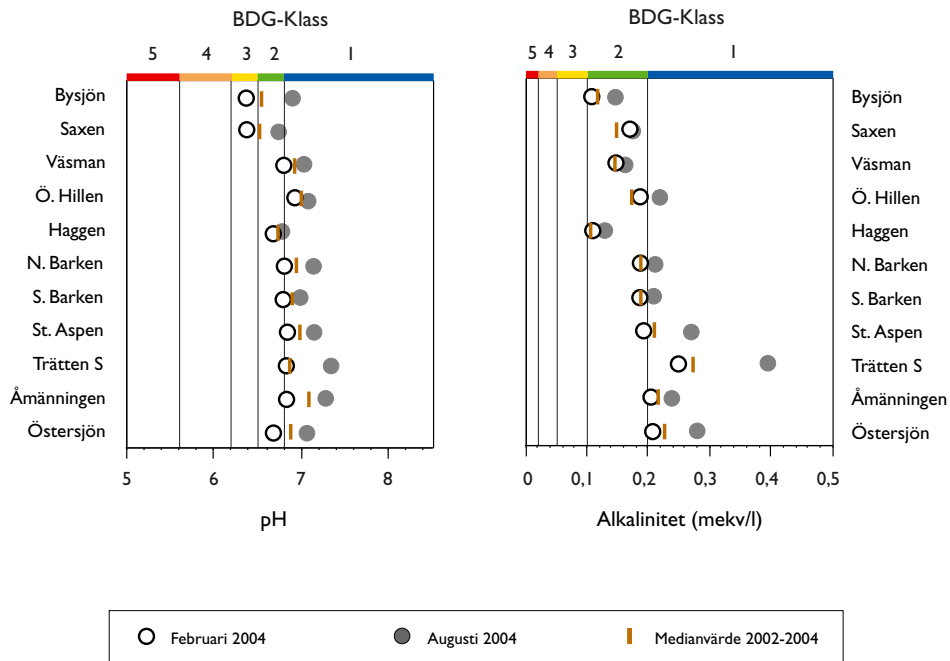 BDG-Klass
5 4 3 2 1
Bysjön
Saxen
Väsman
Ö. Hillen
Haggen
N. Barken
S. Barken
St. Aspen
Trätten S
Åmänningen
Östersjön
5 6 7 8
pH
BDG-Klass
5 4 3 2 1
Bysjön
Saxen
Väsman
Ö. Hillen
Haggen
N. Barken
S. Barken
St. Aspen
Trätten S
Åmänningen
Östersjön
0 0,1 0,2 0,3 0,4 0,5
Alkalinitet (mekv/l)
Februari 2004 Augusti 2004 Medianvärde 2002-2004